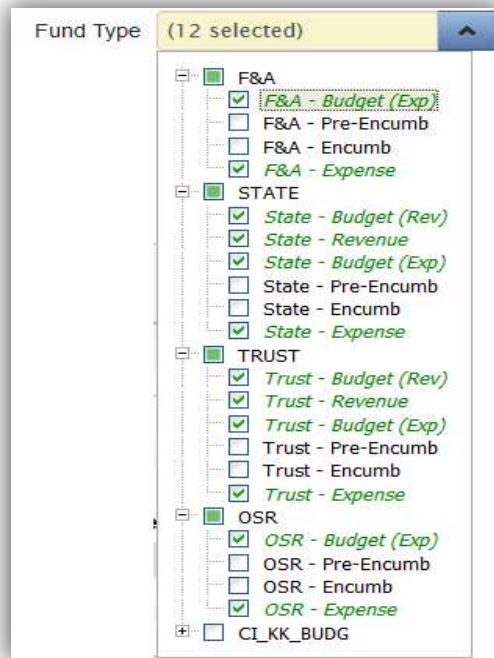 Fund Type (12 selected)
F&A
F&A - Budget (Exp)
F&A - Pre-Encumb
F&A - Encumb
F&A - Expense
STATE
State - Budget (Rev)
State - Revenue
State - Budget (Exp)
State - Pre-Encumb
State - Encumb
State - Expense
TRUST
Trust - Budget (Rev)
Trust - Revenue
Trust - Budget (Exp)
Trust - Pre-Encumb
Trust - Encumb
Trust - Expense
OSR
OSR - Budget (Exp)
OSR - Pre-Encumb
OSR - Encumb
OSR - Expense
CI_KK_BUDG